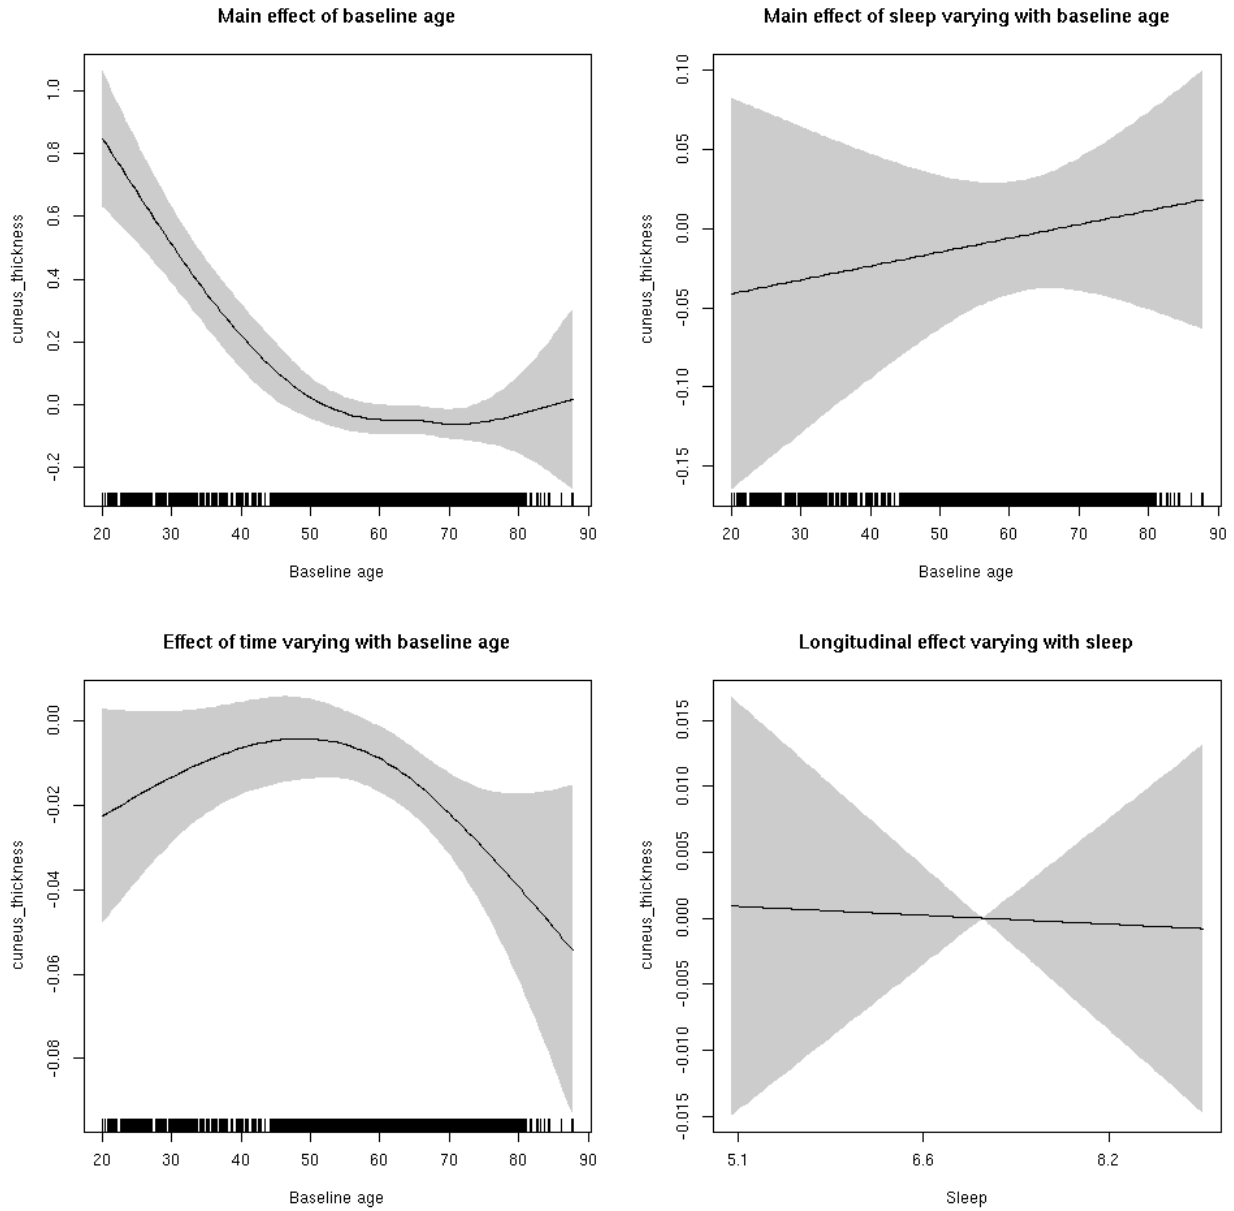 Main effect of baseline age
cuneus_thickness
1.0
0.8
0.6
0.4
0.2
0.0
-0.2
20 30 40 50 60 70 80 90
Baseline age
Main effect of sleep varying with baseline age
cuneus_thickness
0.10
0.05
0.00
-0.05
-0.10
-0.15
20 30 40 50 60 70 80 90
Baseline age
Effect of time varying with baseline age
cuneus_thickness
0.00
-0.02
-0.04
-0.06
-0.08
20 30 40 50 60 70 80 90
Baseline age
Longitudinal effect varying with sleep
cuneus_thickness
0.015
0.010
0.005
0.000
-0.005
-0.010
-0.015
5.1 6.6 8.2
Sleep